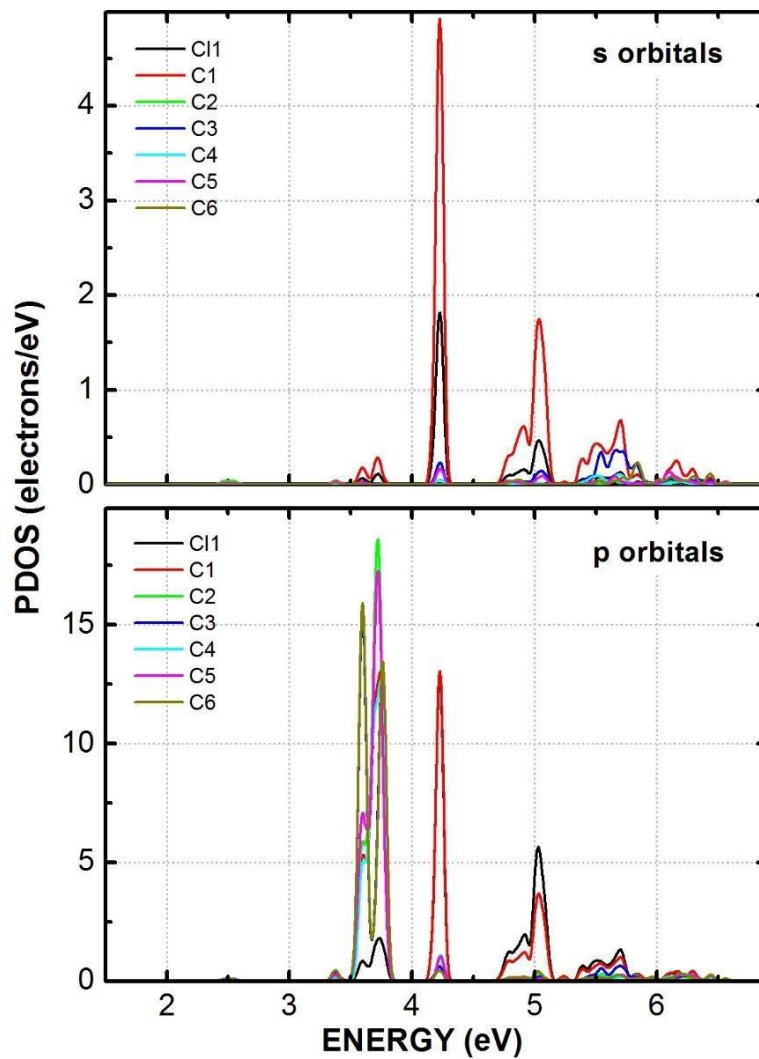 s orbitals
Cl1
C1
C2
C3
C4
C5
C6
4
3
2
1
0
PDOS (electrons/eV)
p orbitals
Cl1
C1
C2
C3
C4
C5
C6
15
10
5
0
2 3 4 5 6
ENERGY (eV)